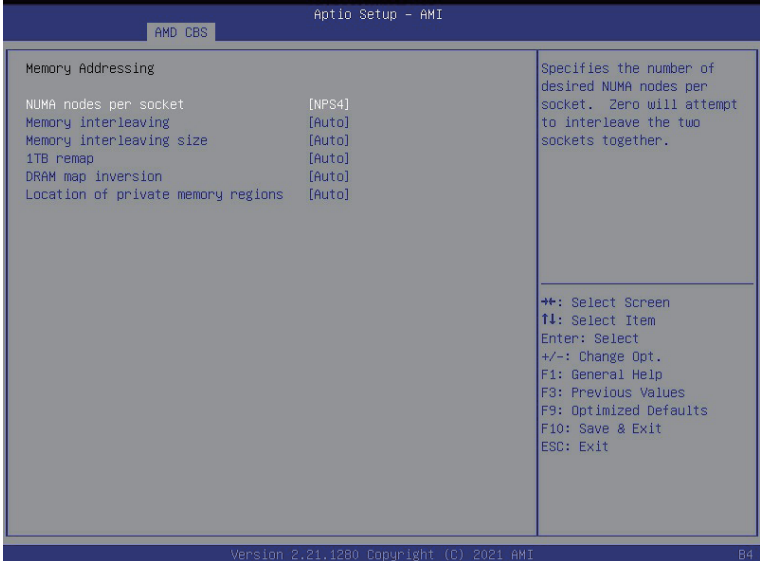 Aptio Setup - AMI
AMD CBS
Memory Addressing
NUMA nodes per socket [NPS4]
Memory interleaving [Auto]
Memory interleaving size [Auto]
1TB remap [Auto]
DRAM map inversion [Auto]
Location of private memory regions [Auto]
Specifies the number of
desired NUMA nodes per
socket.  Zero will attempt
to interleave the two
sockets together.
→←: Select Screen
↑↓: Select Item
Enter: Select
+/-: Change Opt.
F1: General Help
F3: Previous Values
F9: Optimized Defaults
F10: Save & Exit
ESC: Exit
Version 2.21.1280 Copyright (C) 2021 AMI
B4